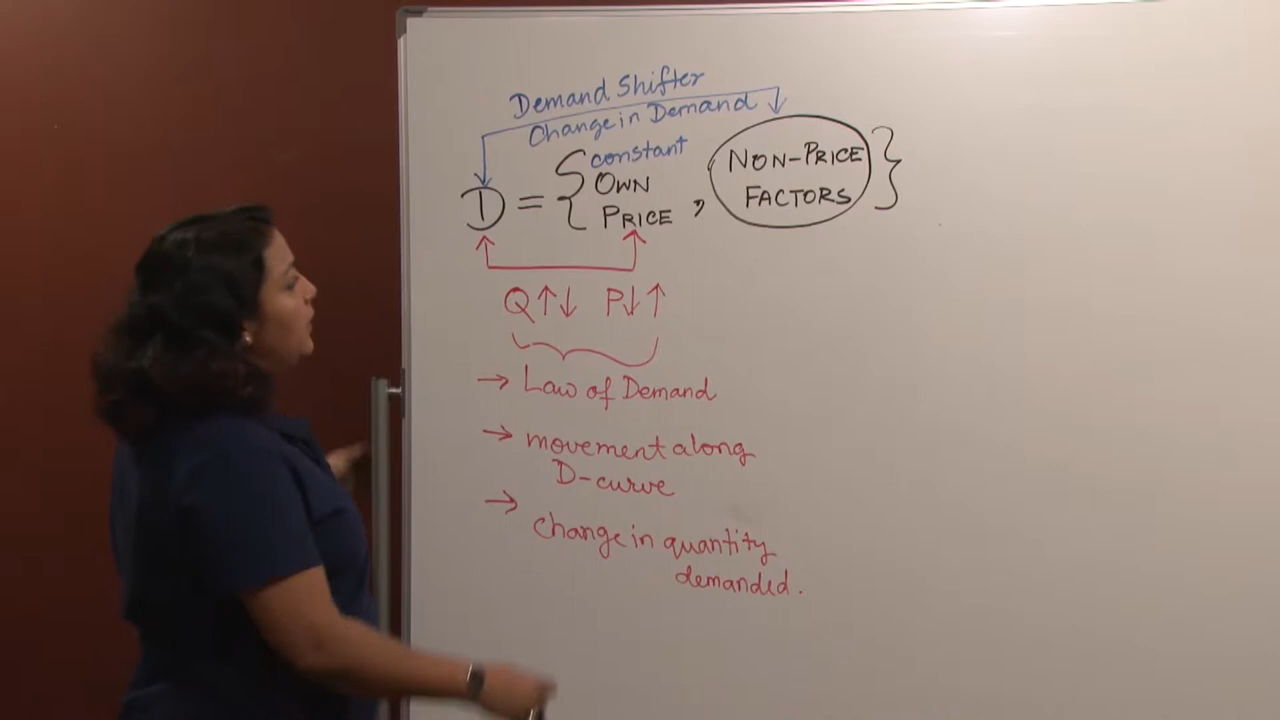 Demand Shifter
Change in Demand
constant
D = { OWN PRICE , NON-PRICE FACTORS }
Q↑↓ P↓↑
→ Law of Demand
→ movement along
D-curve
→ change in quantity
demanded.